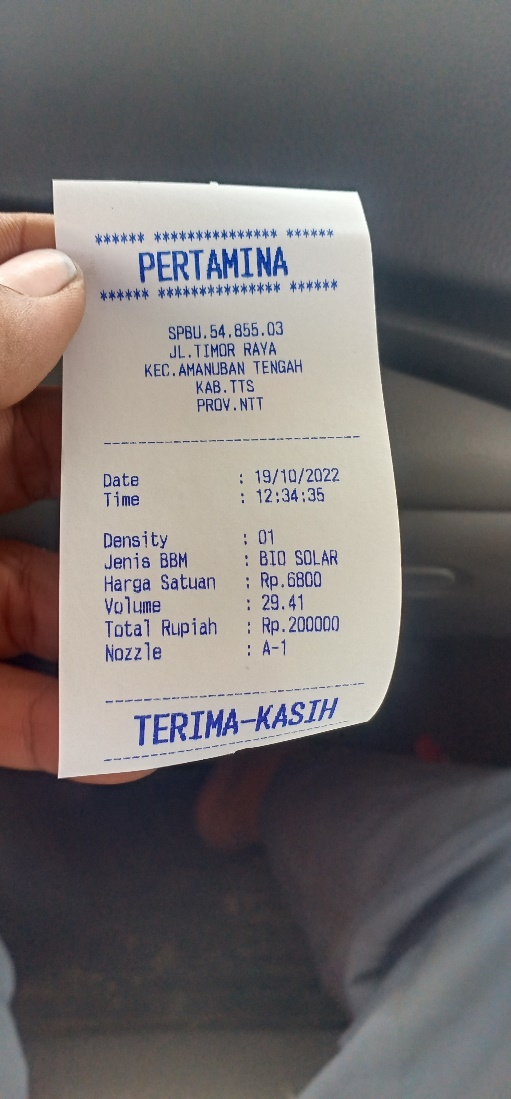 ****** *************** ******
PERTAMINA
****** *************** ******
SPBU.54.855.03
JL.TIMOR RAYA
KEC.AMANUBAN TENGAH
KAB.TTS
PROV.NTT
Date : 19/10/2022
Time : 12:34:35
Density : 01
Jenis BBM : BIO SOLAR
Harga Satuan : Rp.6800
Volume : 29.41
Total Rupiah : Rp.200000
Nozzle : A-1
TERIMA-KASIH